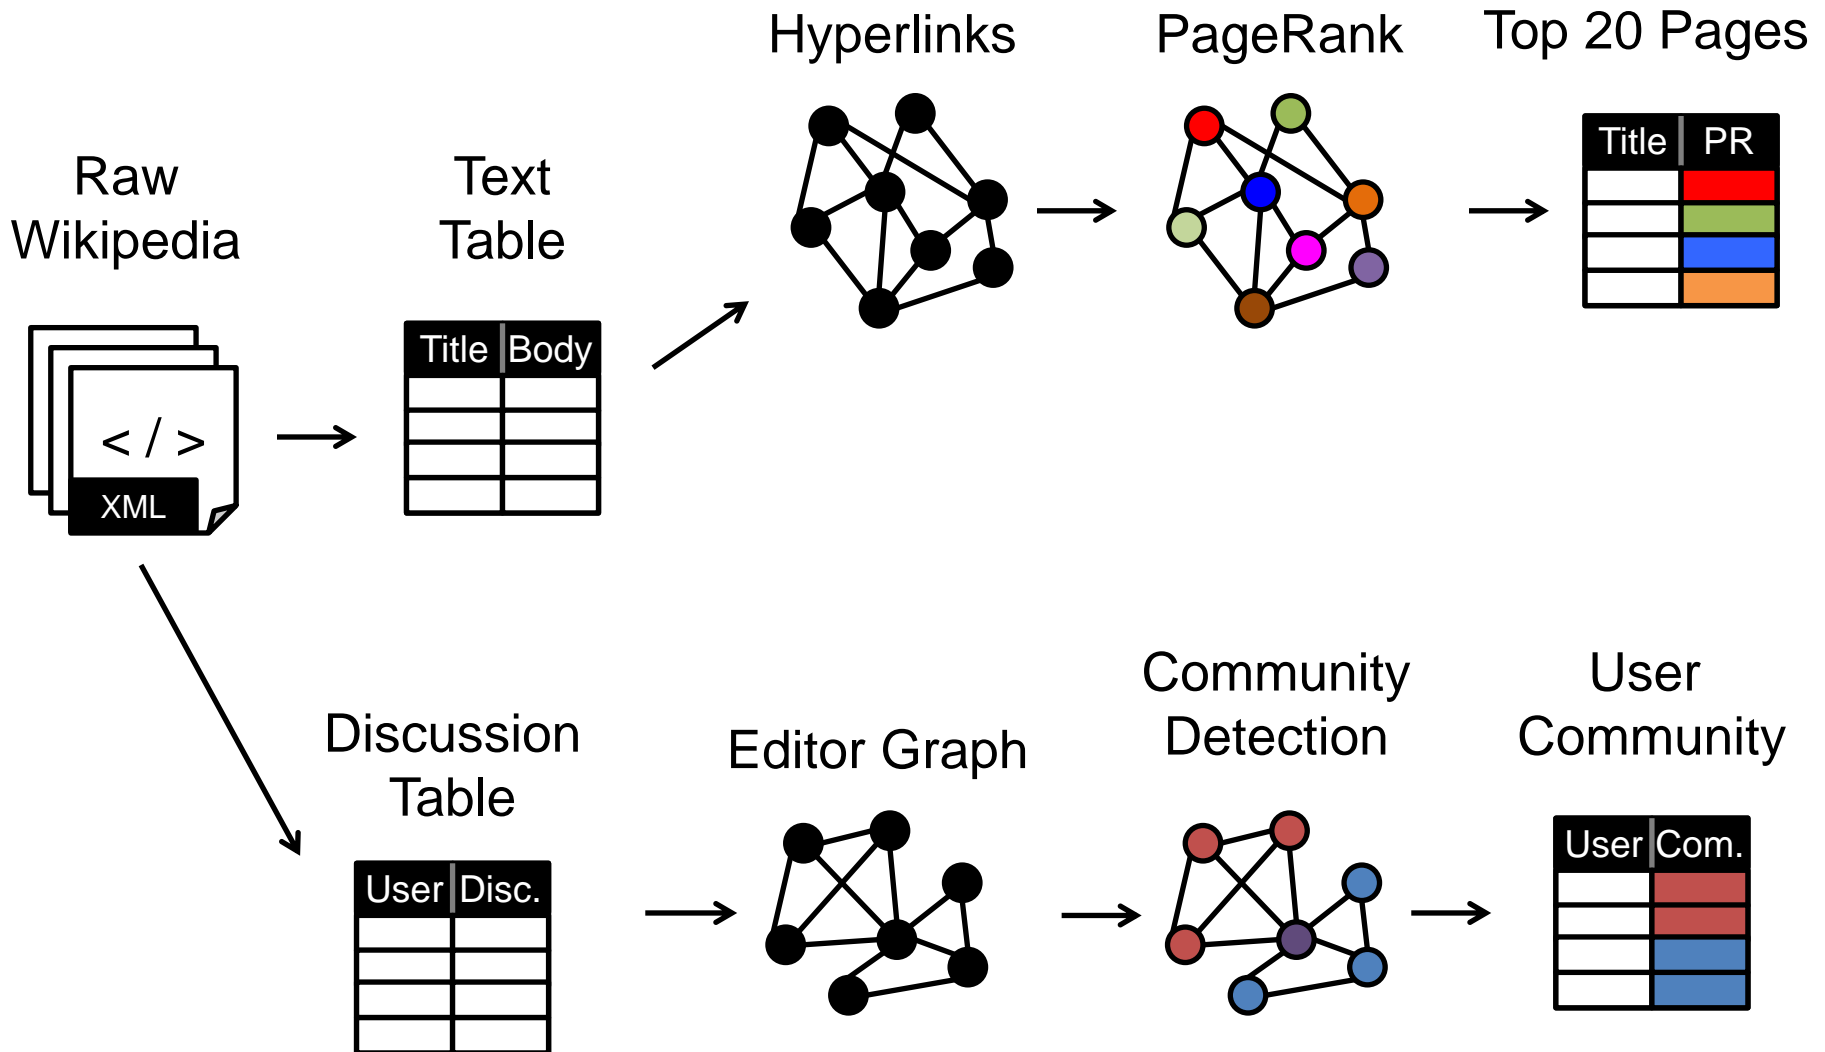 Hyperlinks
PageRank
Top 20 Pages
Raw
Wikipedia
Text
Table
Title PR
Title Body
< / >
XML
Discussion
Table
Editor Graph
Community
Detection
User
Community
User Disc.
User Com.